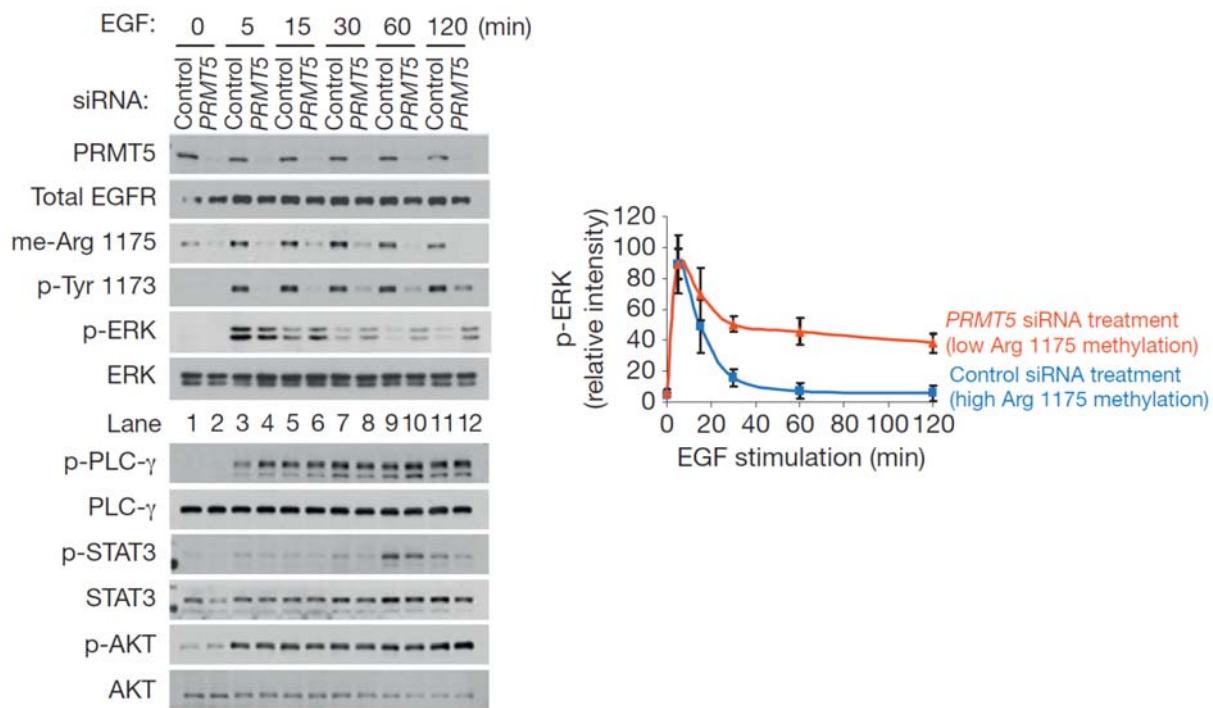 EGF: 0 5 15 30 60 120 (min)
siRNA: Control PRMT5 Control PRMT5 Control PRMT5 Control PRMT5 Control PRMT5 Control PRMT5
PRMT5
Total EGFR
me-Arg 1175
p-Tyr 1173
p-ERK
ERK
Lane 1 2 3 4 5 6 7 8 9 10 11 12
p-PLC-γ
PLC-γ
p-STAT3
STAT3
p-AKT
AKT
p-ERK
(relative intensity)
120
100
80
60
40
20
0
0 20 40 60 80 100 120
EGF stimulation (min)
PRMT5 siRNA treatment
(low Arg 1175 methylation)
Control siRNA treatment
(high Arg 1175 methylation)